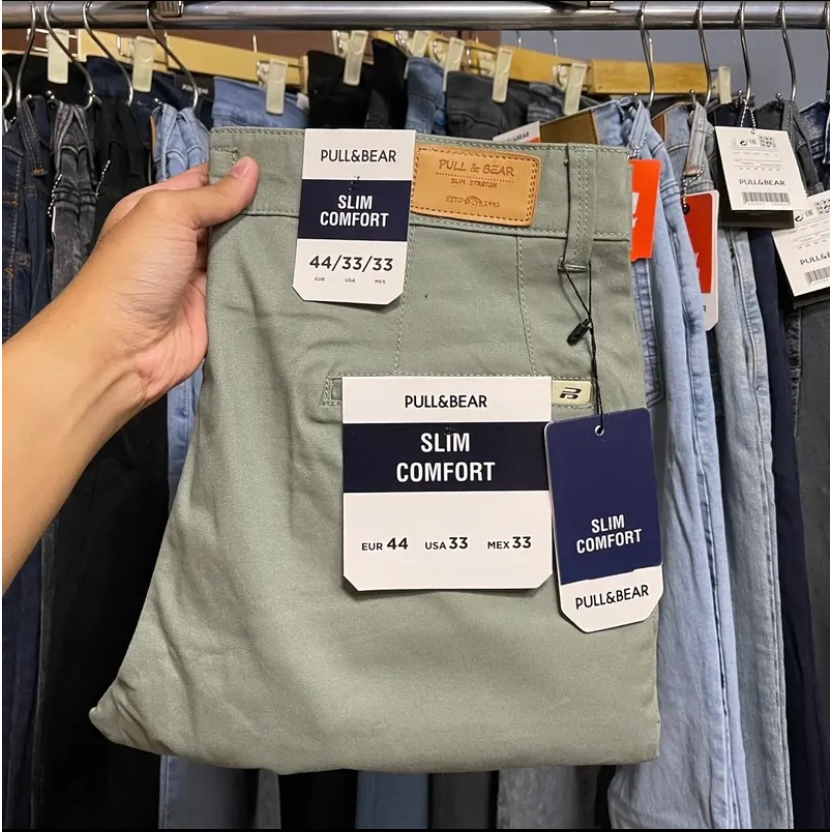 PULL&BEAR
SLIM
COMFORT
44/33/33
EUR USA MEX
PULL & BEAR
SLIM STRETCH
PULL&BEAR
SLIM
COMFORT
EUR 44 USA 33 MEX 33
SLIM
COMFORT
PULL&BEAR
PULL&BEAR